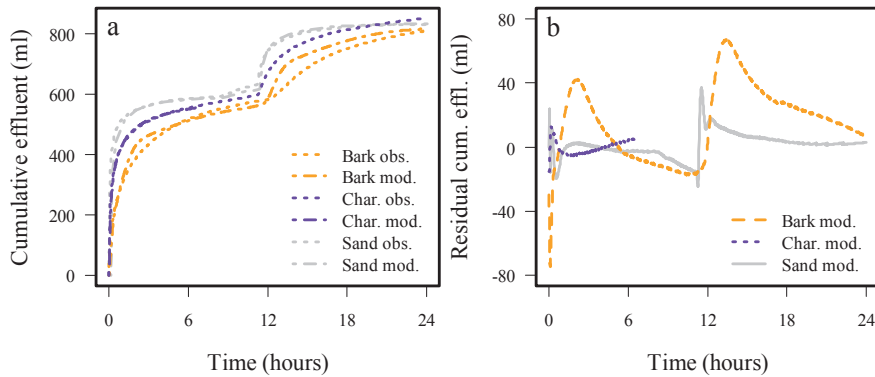 a
Cumulative effluent (ml)
800
600
400
200
0
Bark obs.
Bark mod.
Char. obs.
Char. mod.
Sand obs.
Sand mod.
0 6 12 18 24
Time (hours)
b
Residual cum. effl. (ml)
80
40
0
-40
-80
Bark mod.
Char. mod.
Sand mod.
0 6 12 18 24
Time (hours)